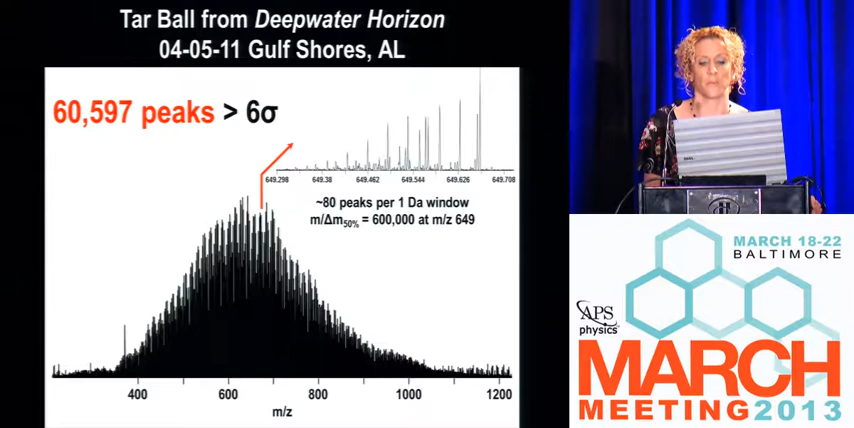 Tar Ball from Deepwater Horizon
04-05-11 Gulf Shores, AL
60,597 peaks > 6σ
649.298 649.38 649.462 649.544 649.626 649.708
~80 peaks per 1 Da window
m/Δm50% = 600,000 at m/z 649
400 600 800 1000 1200
m/z
MARCH 18-22
BALTIMORE
APS
physics
MARCH
MEETING2013